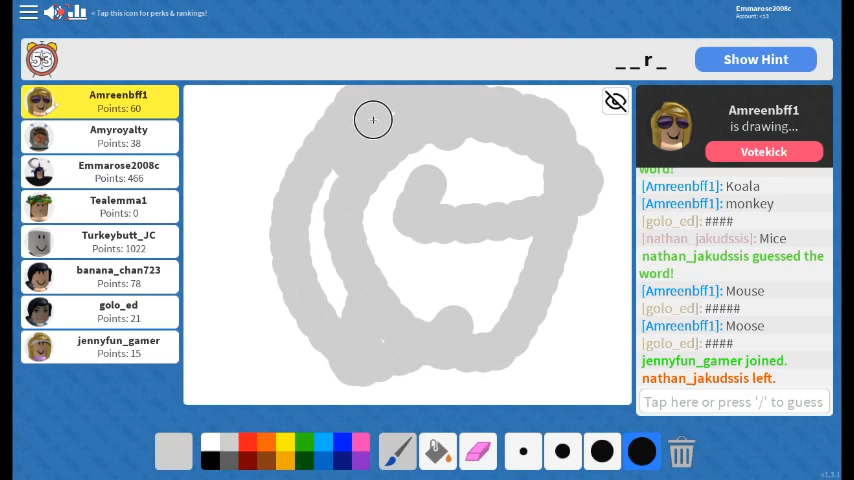 < Tap this icon for perks & rankings!
Emmarose2008c
Account: <13
53
_ _ r _
Show Hint
Amreenbff1
Points: 60
Amyroyalty
Points: 38
Emmarose2008c
Points: 466
Tealemma1
Points: 0
Turkeybutt_JC
Points: 1022
banana_chan723
Points: 78
golo_ed
Points: 21
jennyfun_gamer
Points: 15
Amreenbff1
is drawing...
Votekick
word!
[Amreenbff1]: Koala
[Amreenbff1]: monkey
[golo_ed]: ####
[nathan_jakudssis]: Mice
nathan_jakudssis guessed the
word!
[Amreenbff1]: Mouse
[golo_ed]: #####
[Amreenbff1]: Moose
[golo_ed]: ####
jennyfun_gamer joined.
nathan_jakudssis left.
Tap here or press '/' to guess
v1.3.1